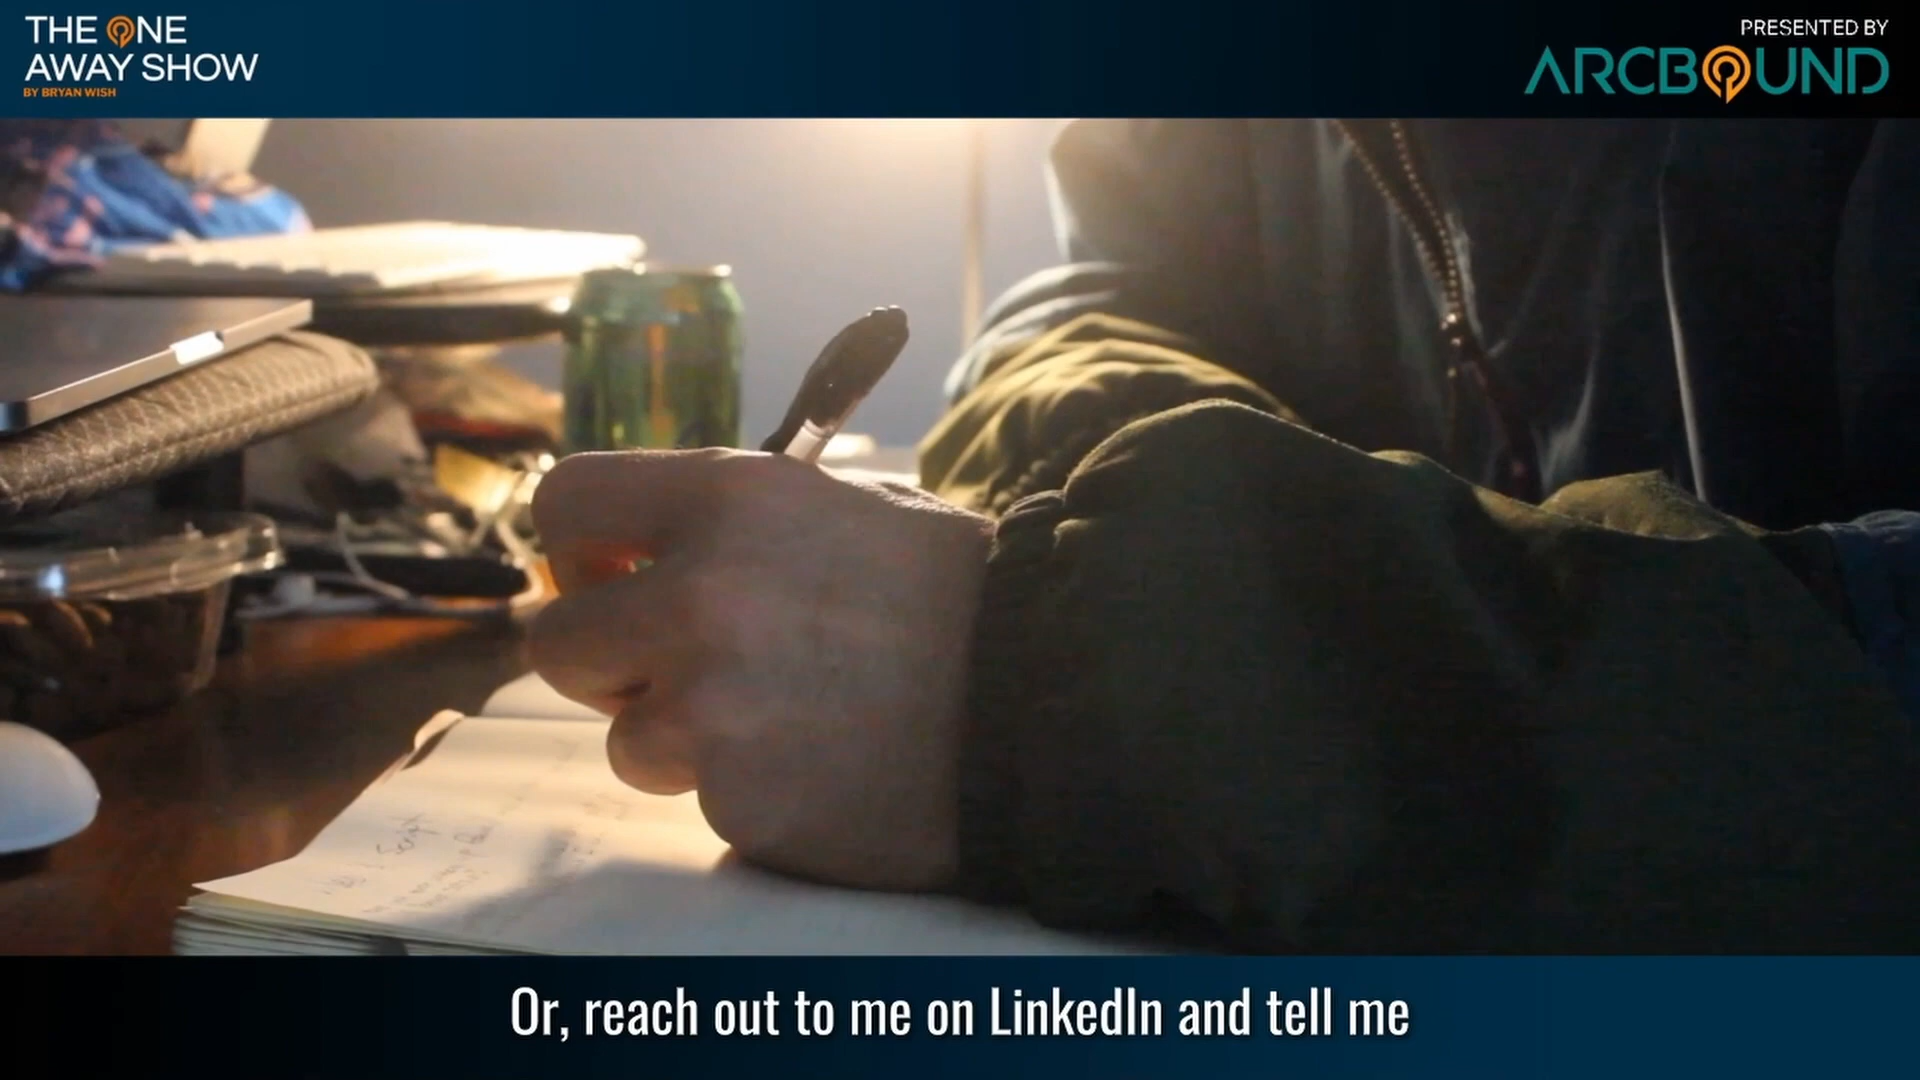 THE ONE
AWAY SHOW
BY BRYAN WISH
PRESENTED BY
ARCBOUND
Script
Or, reach out to me on LinkedIn and tell me